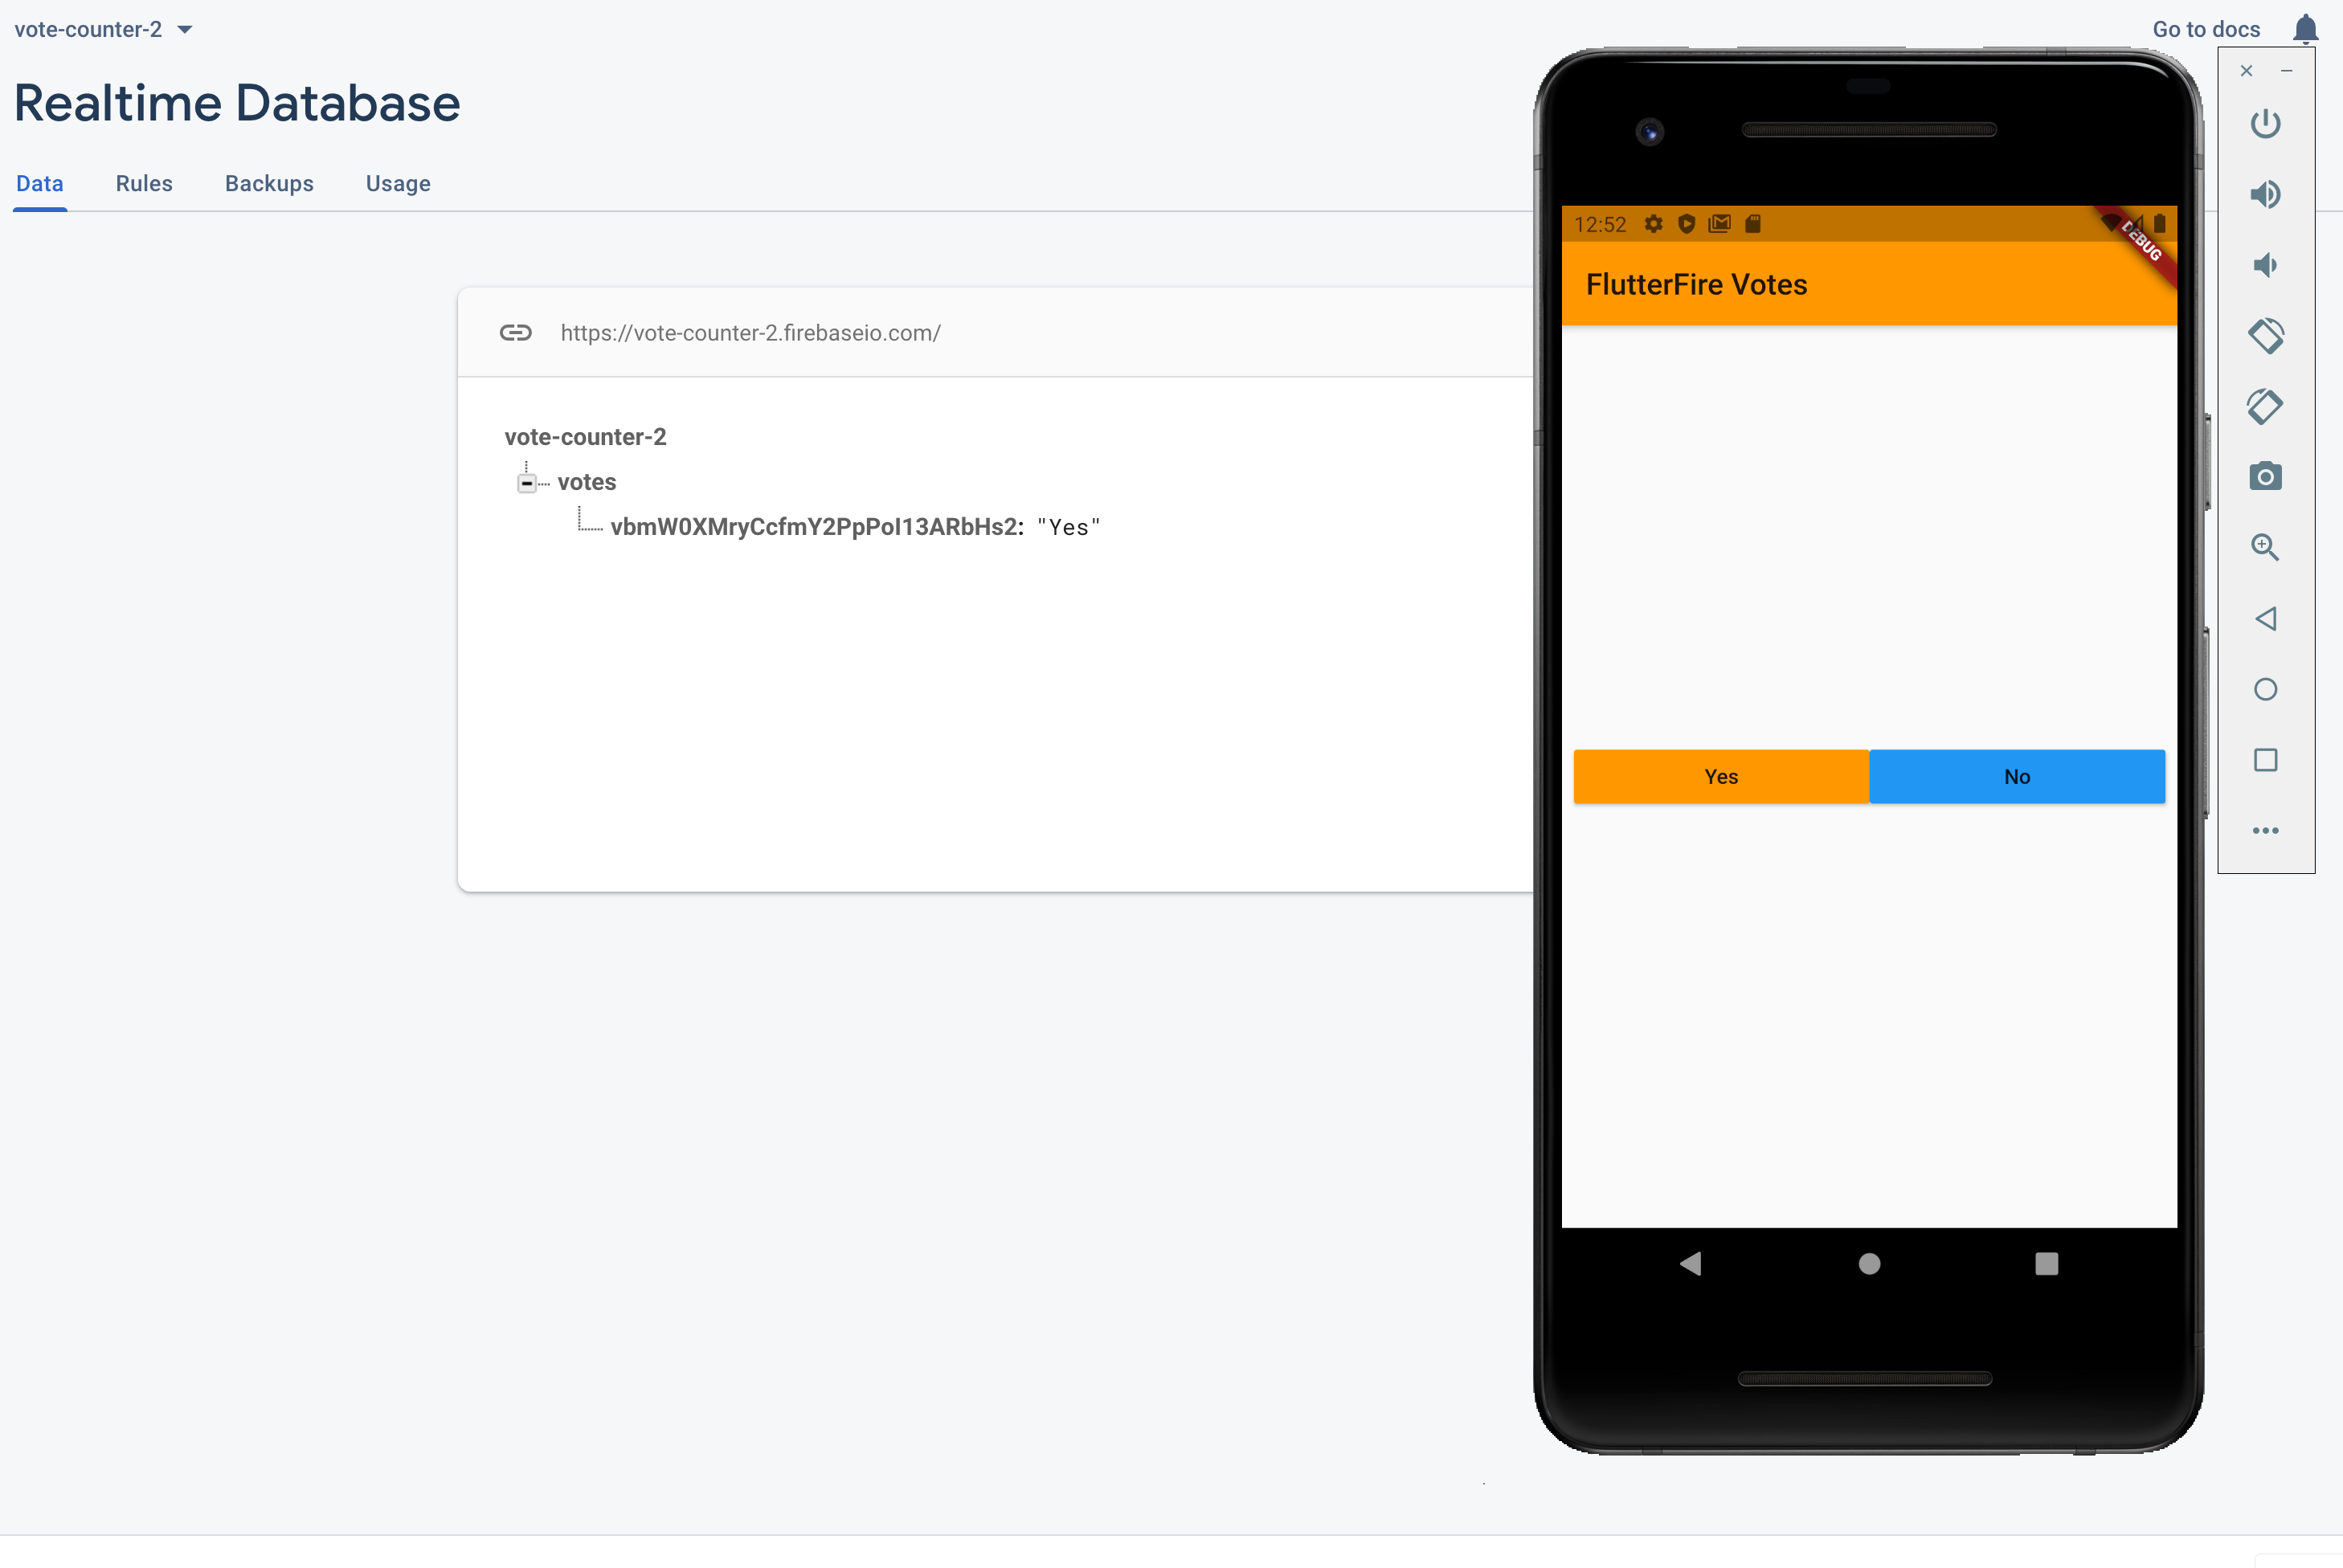 vote-counter-2
Go to docs
Realtime Database
Data Rules Backups Usage
https://vote-counter-2.firebaseio.com/
vote-counter-2
votes
vbmW0XMryCcfmY2PpPoI13ARbHs2: "Yes"
12:52
DEBUG
FlutterFire Votes
Yes No